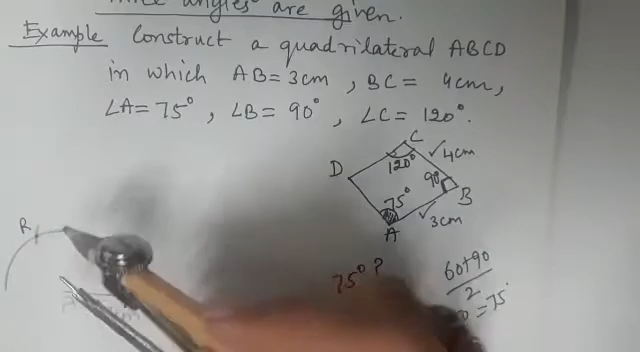 angles are given.
Example Construct a quadrilateral ABCD
in which AB=3cm, BC= 4cm,
∠A=75°, ∠B= 90°, ∠C= 120°.
C
120°
4cm
D
90°
75°
B
3cm
A
R
75°?
60+90
2
=75°